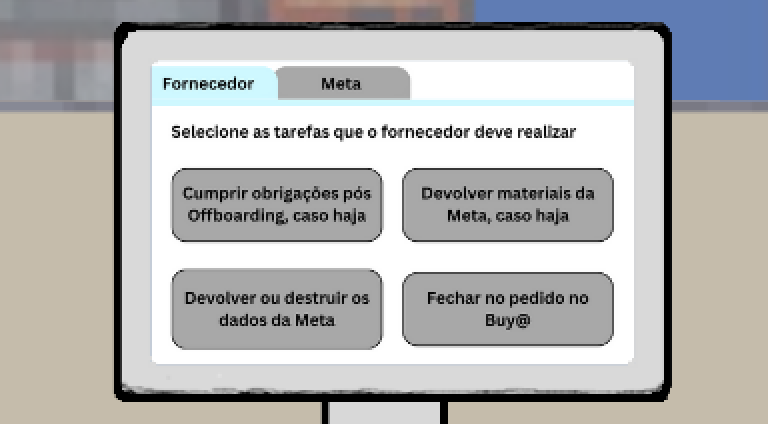 Fornecedor
Meta
Selecione as tarefas que o fornecedor deve realizar
Cumprir obrigações pós
Offboarding, caso haja
Devolver materiais da
Meta, caso haja
Devolver ou destruir os
dados da Meta
Fechar no pedido no
Buy@